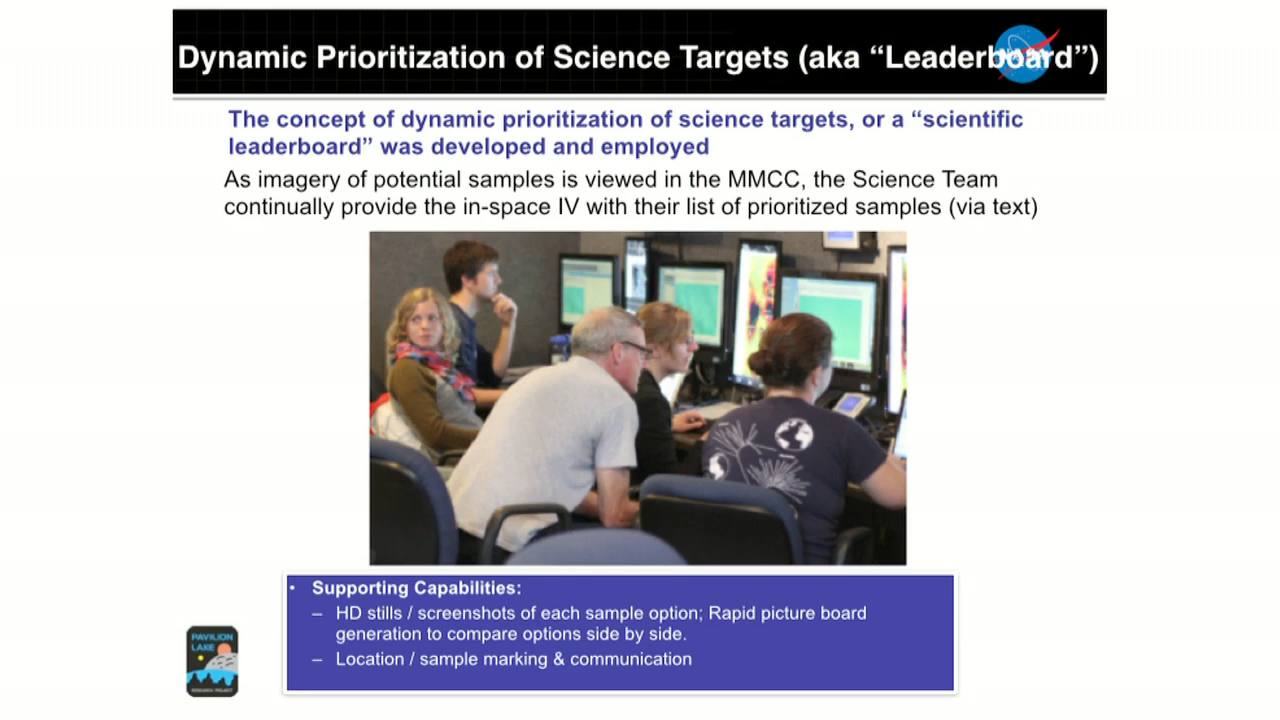 Dynamic Prioritization of Science Targets (aka “Leaderboard”)
NASA
The concept of dynamic prioritization of science targets, or a “scientific
leaderboard” was developed and employed
As imagery of potential samples is viewed in the MMCC, the Science Team
continually provide the in-space IV with their list of prioritized samples (via text)
• Supporting Capabilities:
– HD stills / screenshots of each sample option; Rapid picture board
generation to compare options side by side.
– Location / sample marking & communication
PAVILION
LAKE
RESEARCH PROJECT